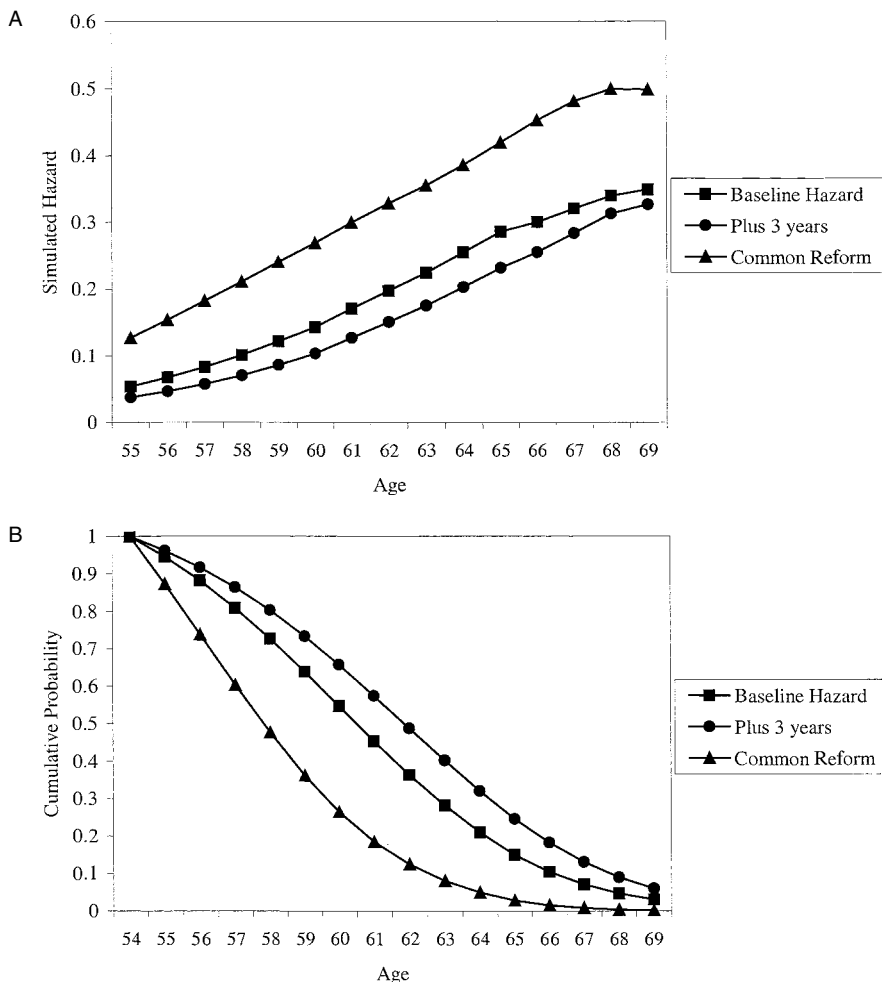 A
0.6
0.5
0.4
0.3
0.2
0.1
0
Simulated Hazard
55 56 57 58 59 60 61 62 63 64 65 66 67 68 69
Age
Baseline Hazard
Plus 3 years
Common Reform
B
1
0.9
0.8
0.7
0.6
0.5
0.4
0.3
0.2
0.1
0
Cumulative Probability
54 55 56 57 58 59 60 61 62 63 64 65 66 67 68 69
Age
Baseline Hazard
Plus 3 years
Common Reform